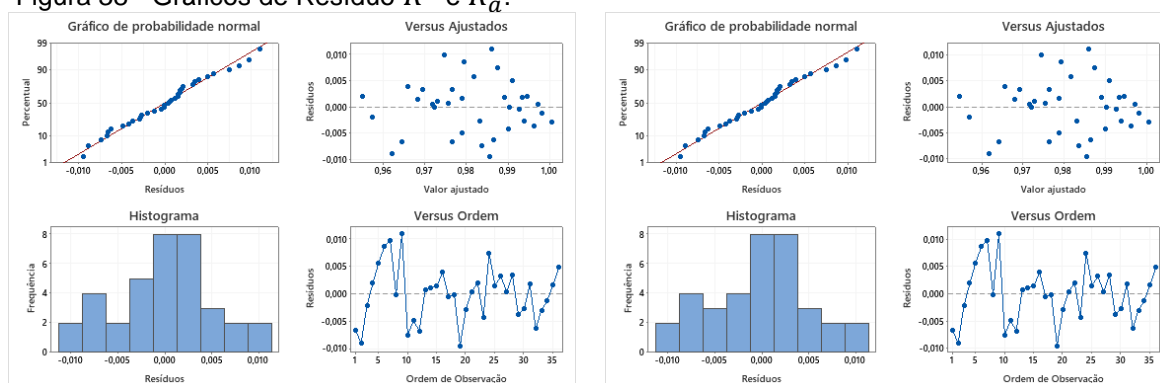 Figura 38 - Gráficos de Resíduo R² e R²a.
Gráfico de probabilidade normal
Percentual
99
90
50
10
1
-0,010 -0,005 0,000 0,005 0,010
Resíduos
Versus Ajustados
Resíduos
0,010
0,005
0,000
-0,005
-0,010
0,96 0,97 0,98 0,99 1,00
Valor ajustado
Histograma
Frequência
8
6
4
2
0
-0,010 -0,005 0,000 0,005 0,010
Resíduos
Versus Ordem
Resíduos
0,010
0,005
0,000
-0,005
-0,010
1 5 10 15 20 25 30 35
Ordem de Observação
Gráfico de probabilidade normal
Percentual
99
90
50
10
1
-0,010 -0,005 0,000 0,005 0,010
Resíduos
Versus Ajustados
Resíduos
0,010
0,005
0,000
-0,005
-0,010
0,96 0,97 0,98 0,99 1,00
Valor ajustado
Histograma
Frequência
8
6
4
2
0
-0,010 -0,005 0,000 0,005 0,010
Resíduos
Versus Ordem
Resíduos
0,010
0,005
0,000
-0,005
-0,010
1 5 10 15 20 25 30 35
Ordem de Observação